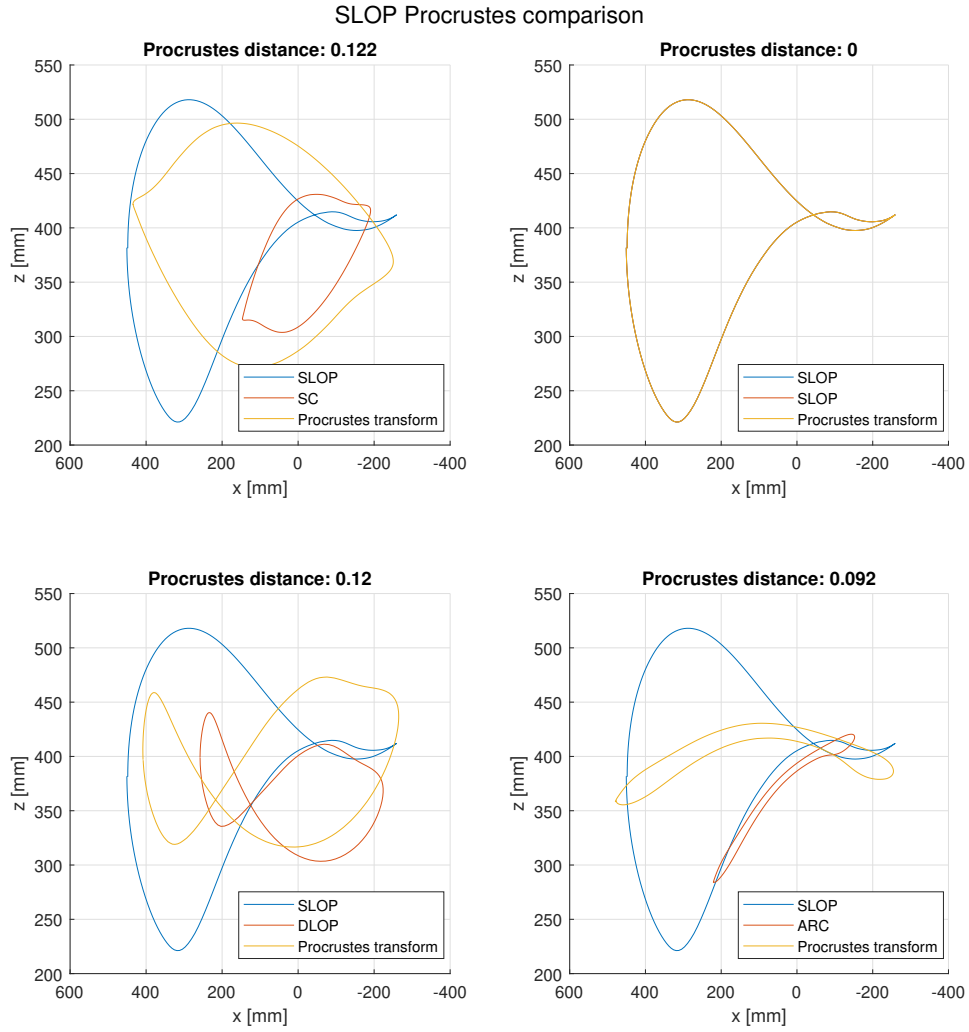 SLOP Procrustes comparison
Procrustes distance: 0.122
550
500
450
400
350
300
250
200
z [mm]
600
400
200
0
-200
-400
x [mm]
SLOP
SC
Procrustes transform
Procrustes distance: 0
550
500
450
400
350
300
250
200
z [mm]
600
400
200
0
-200
-400
x [mm]
SLOP
SLOP
Procrustes transform
Procrustes distance: 0.12
550
500
450
400
350
300
250
200
z [mm]
600
400
200
0
-200
-400
x [mm]
SLOP
DLOP
Procrustes transform
Procrustes distance: 0.092
550
500
450
400
350
300
250
200
z [mm]
600
400
200
0
-200
-400
x [mm]
SLOP
ARC
Procrustes transform